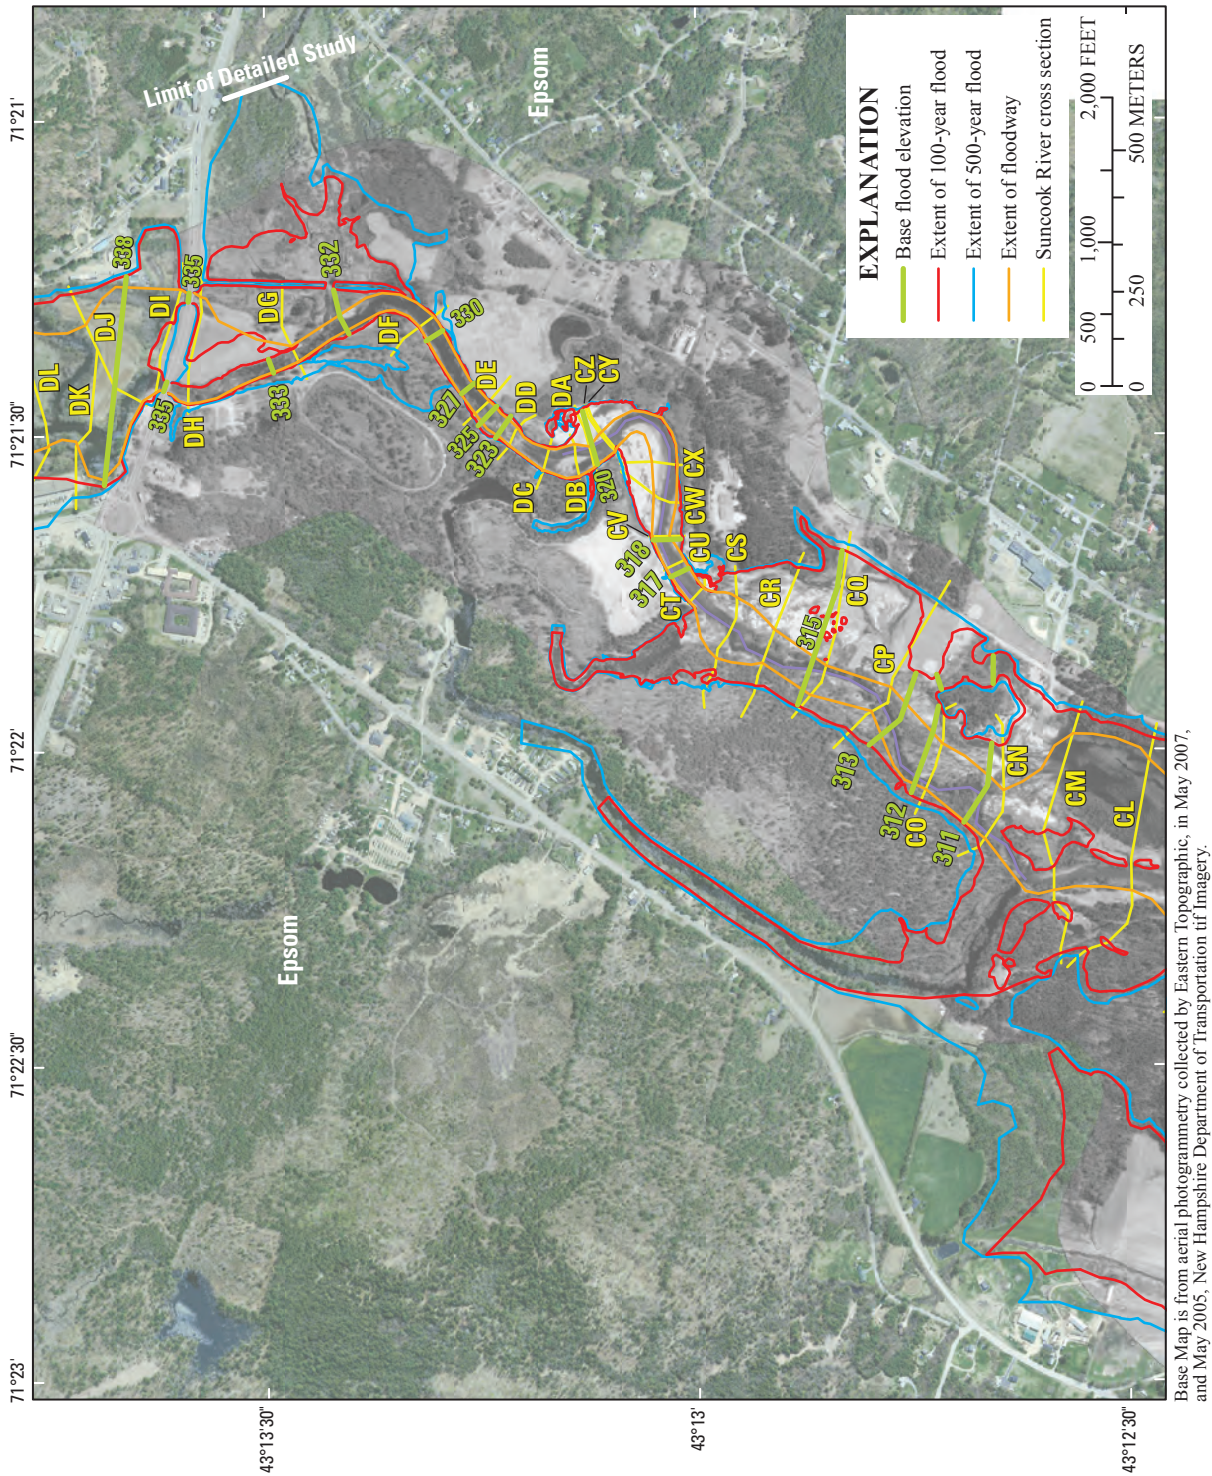 71°23'
71°22'30"
71°22'
71°21'30"
71°21'
43°13'30"
43°13'
43°12'30"
Limit of Detailed Study
Epsom
Epsom
DL
DK
DJ
338
DI
335
335
DH
DG
333
332
DF
330
327
DE
325
323
DD
DA
CZ
CY
DC
DB
320
CV
CX
CW
318
CU
317
CT
CS
CR
CQ
315
CP
313
312
CO
311
CN
CM
CL
EXPLANATION
Base flood elevation
Extent of 100-year flood
Extent of 500-year flood
Extent of floodway
Suncook River cross section
0 500 1,000 2,000 FEET
0 250 500 METERS
Base Map is from aerial photogrammetry collected by Eastern Topographic, in May 2007,
and May 2005, New Hampshire Department of Transportation tif Imagery.